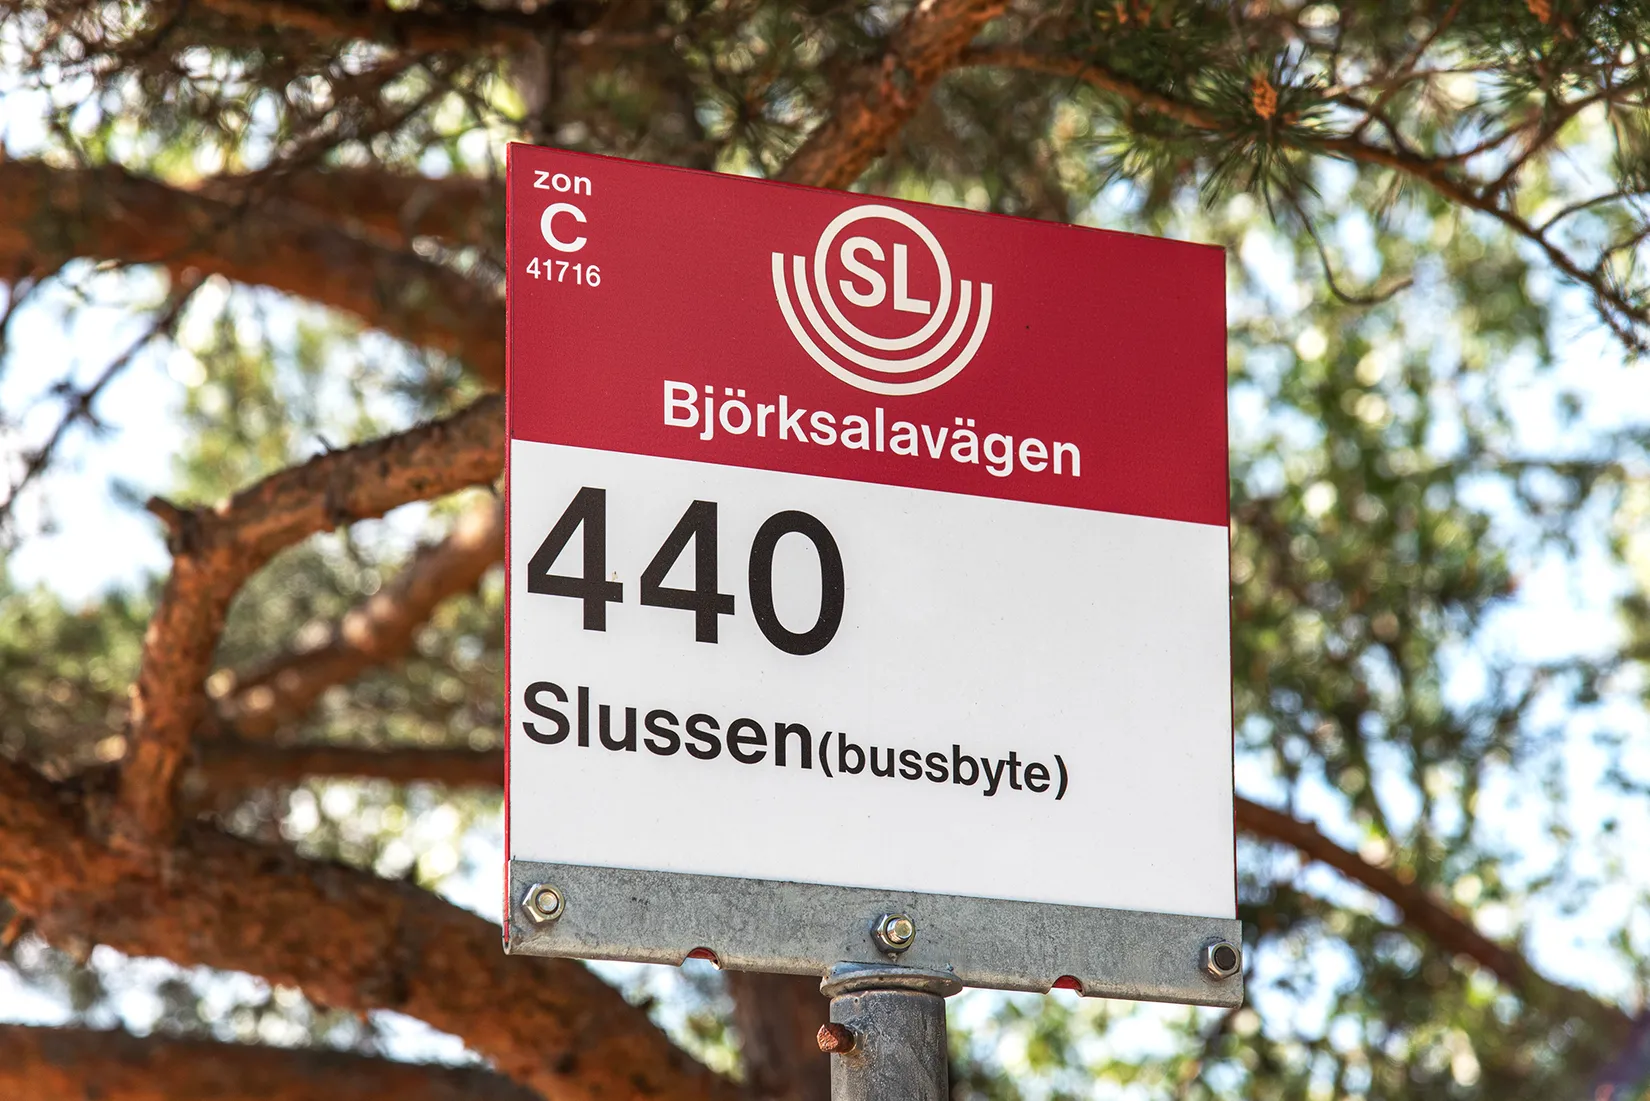 zon
C
41716
SL
Björksalavägen
440
Slussen (bussbyte)